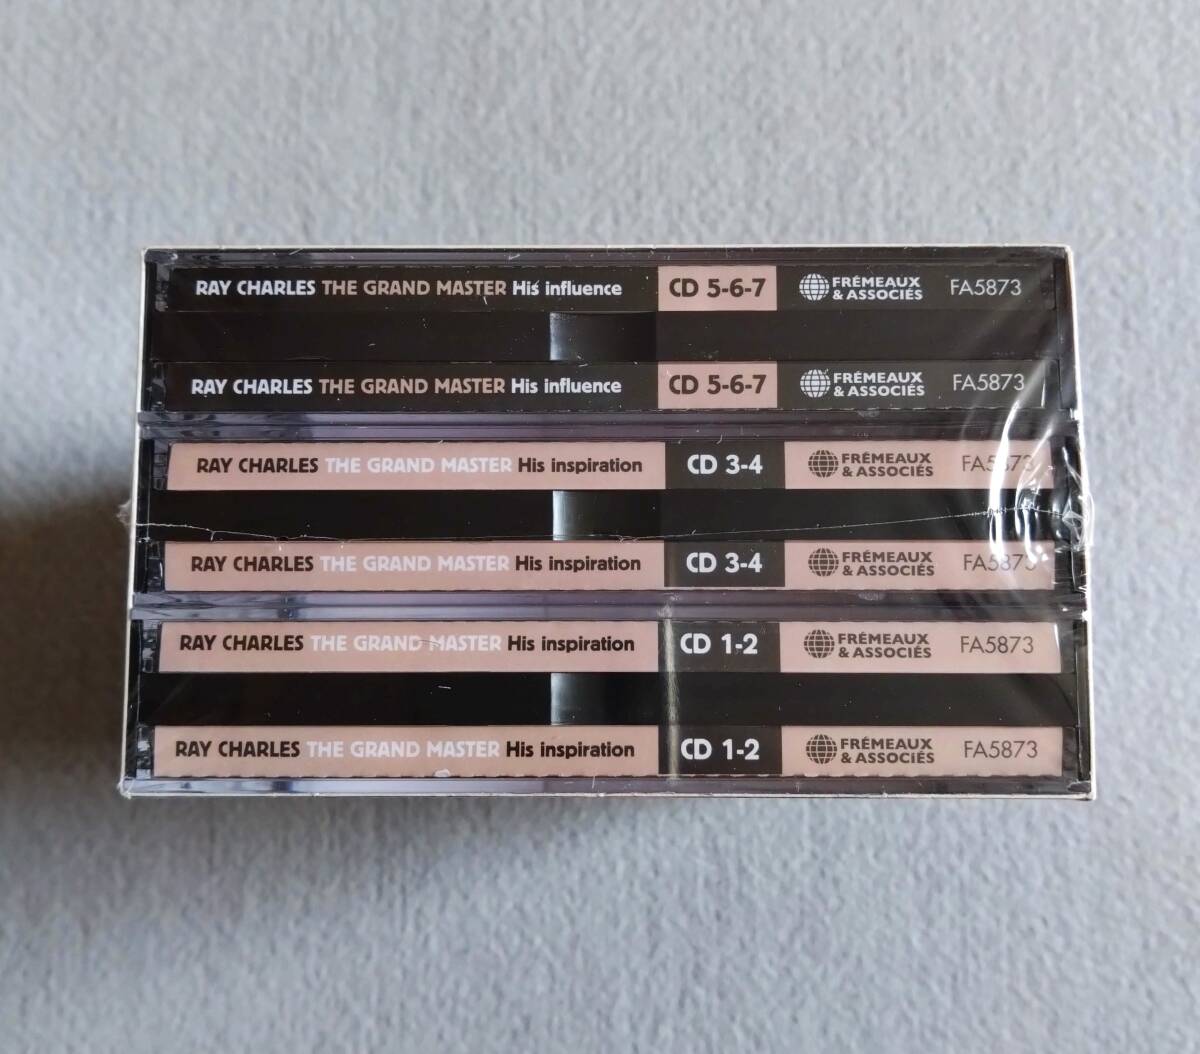 RAY CHARLES THE GRAND MASTER His influence CD 5-6-7 FRÉMEAUX & ASSOCIÉS FA5873
RAY CHARLES THE GRAND MASTER His influence CD 5-6-7 FRÉMEAUX & ASSOCIÉS FA5873
RAY CHARLES THE GRAND MASTER His inspiration CD 3-4 FRÉMEAUX & ASSOCIÉS FA5873
RAY CHARLES THE GRAND MASTER His inspiration CD 3-4 FRÉMEAUX & ASSOCIÉS FA5873
RAY CHARLES THE GRAND MASTER His inspiration CD 1-2 FRÉMEAUX & ASSOCIÉS FA5873
RAY CHARLES THE GRAND MASTER His inspiration CD 1-2 FRÉMEAUX & ASSOCIÉS FA5873